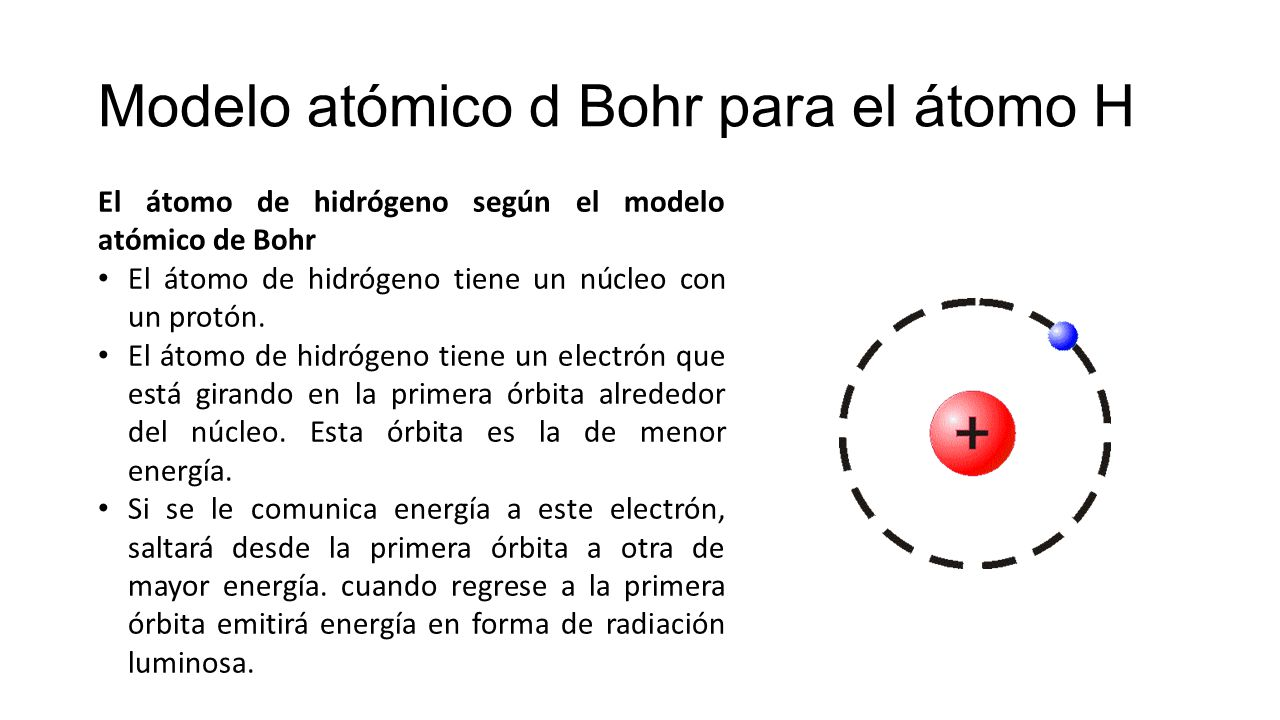 Modelo atómico d Bohr para el átomo H
El átomo de hidrógeno según el modelo
atómico de Bohr
• El átomo de hidrógeno tiene un núcleo con
un protón.
• El átomo de hidrógeno tiene un electrón que
está girando en la primera órbita alrededor
del núcleo. Esta órbita es la de menor
energía.
• Si se le comunica energía a este electrón,
saltará desde la primera órbita a otra de
mayor energía. cuando regrese a la primera
órbita emitirá energía en forma de radiación
luminosa.
+